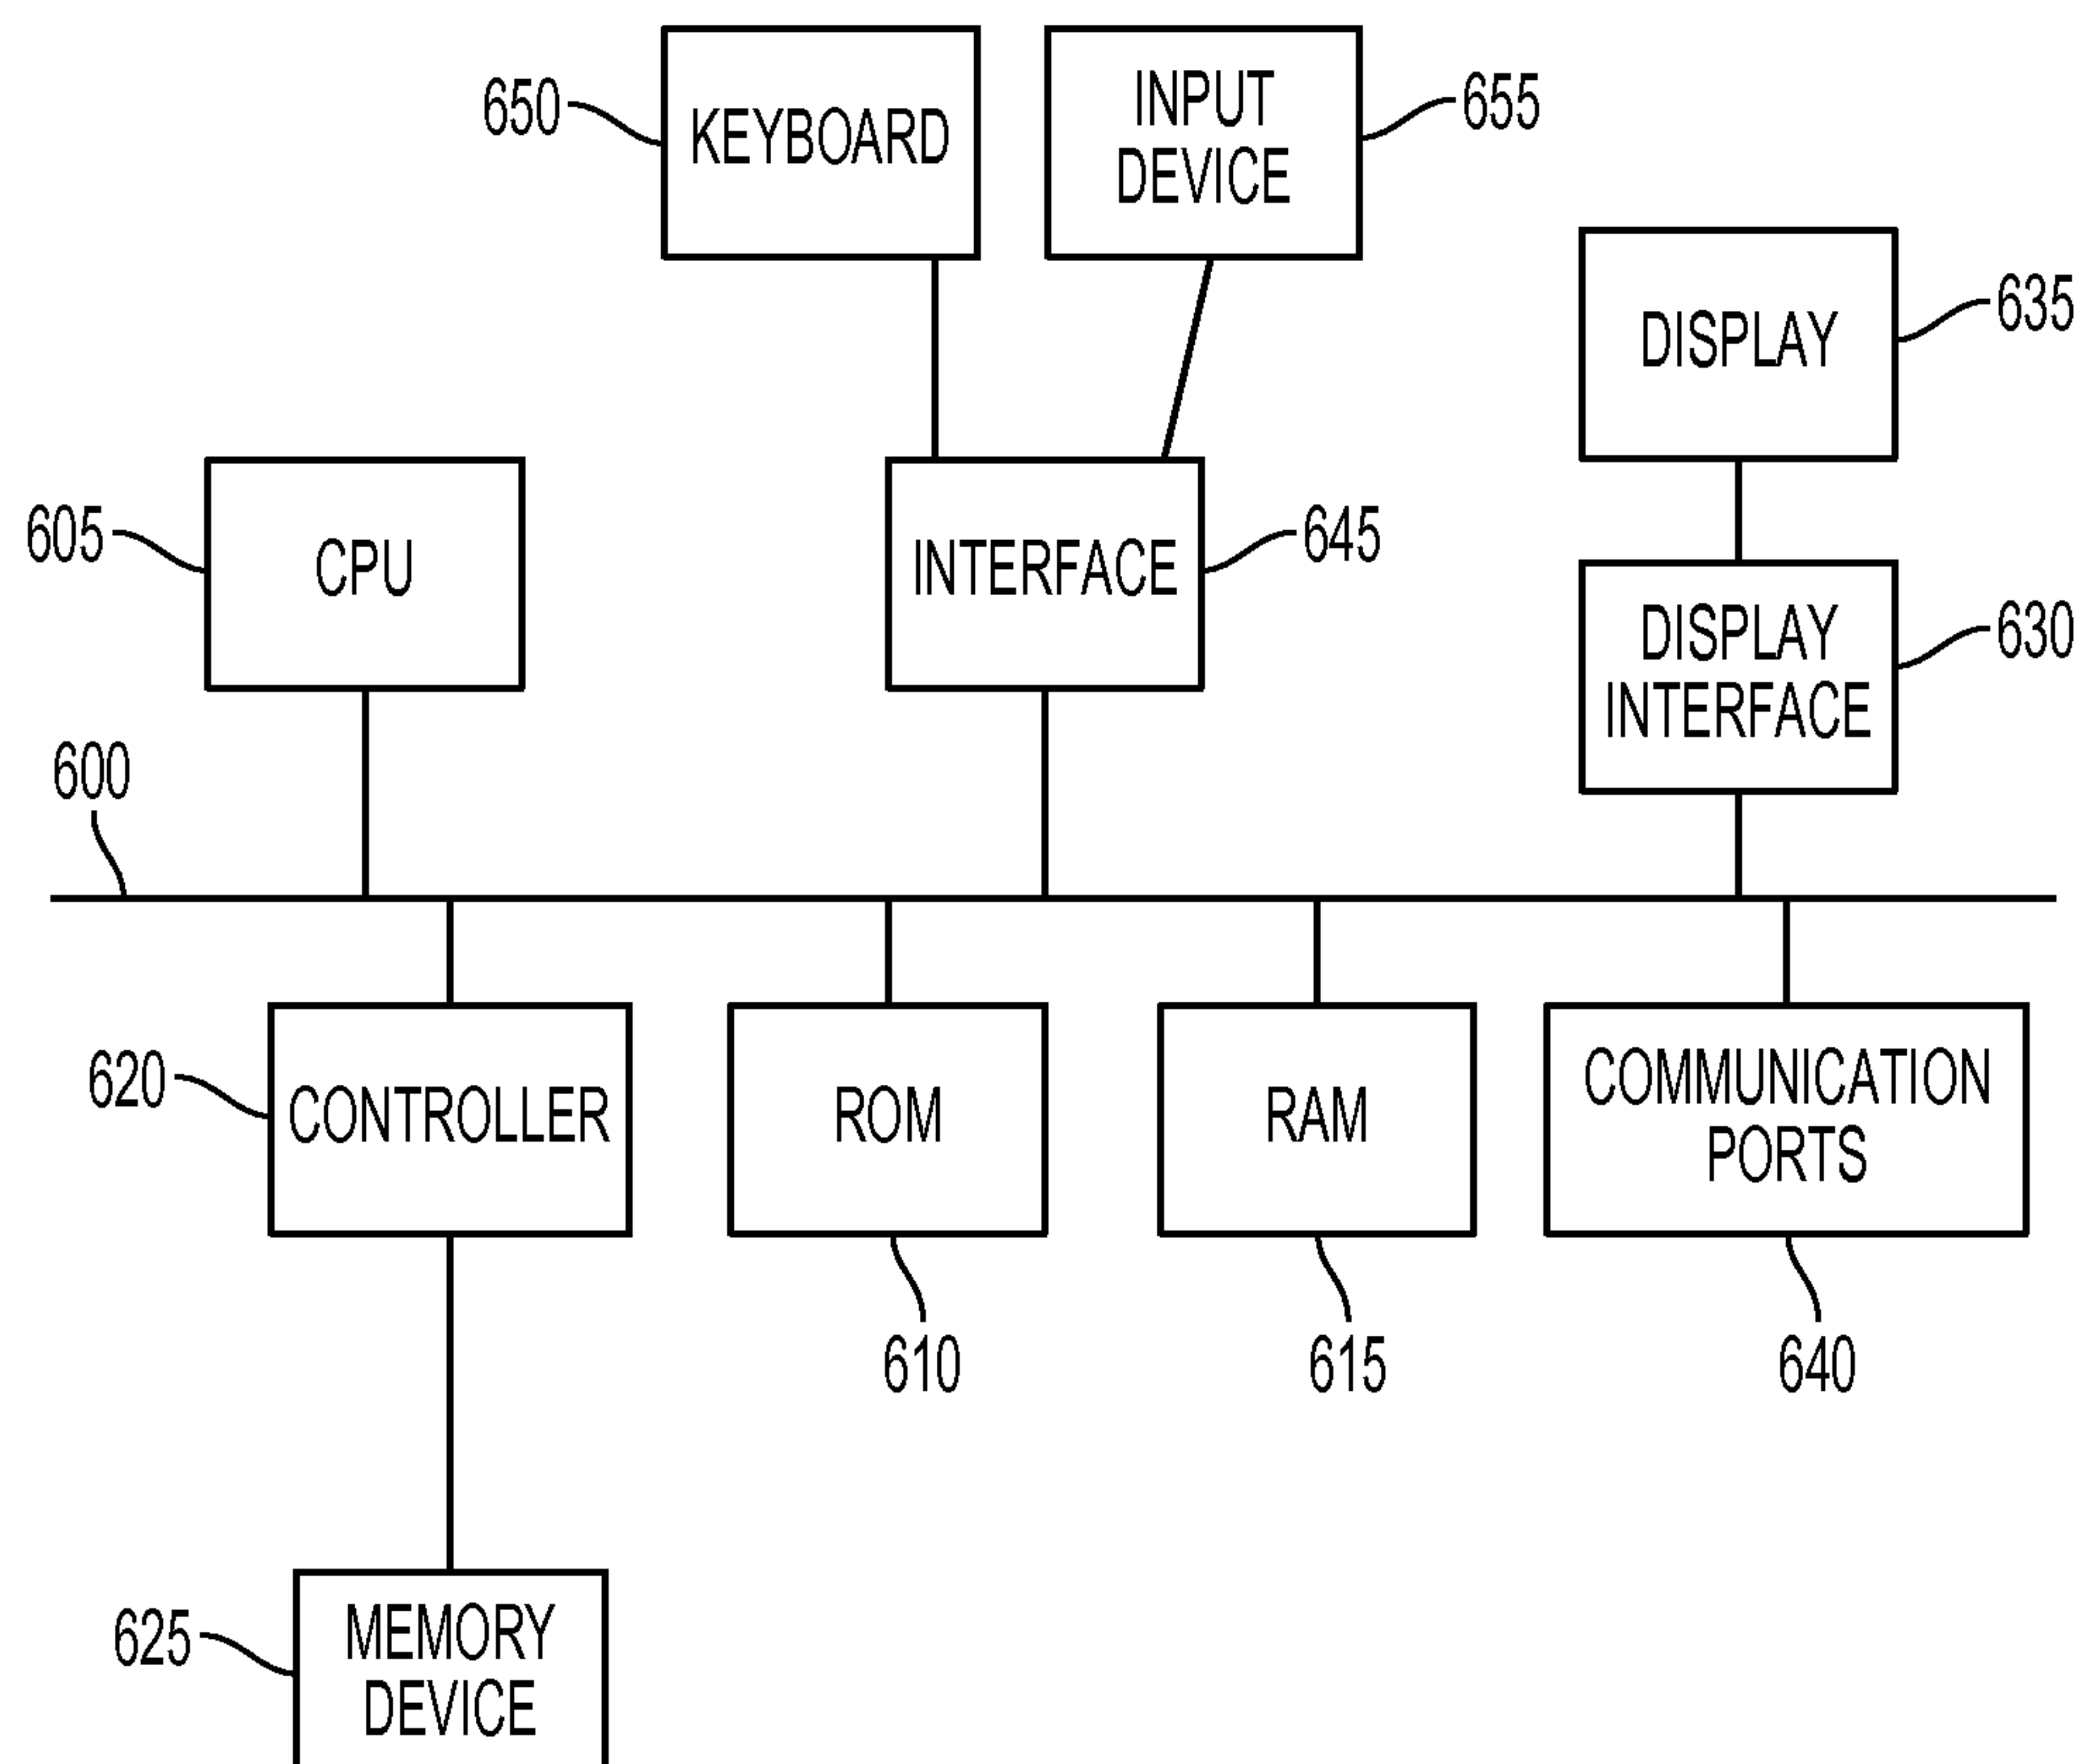 650
KEYBOARD
INPUT
DEVICE
655
DISPLAY
635
605
CPU
INTERFACE
645
DISPLAY
INTERFACE
630
600
620
CONTROLLER
ROM
RAM
COMMUNICATION
PORTS
610
615
640
625
MEMORY
DEVICE